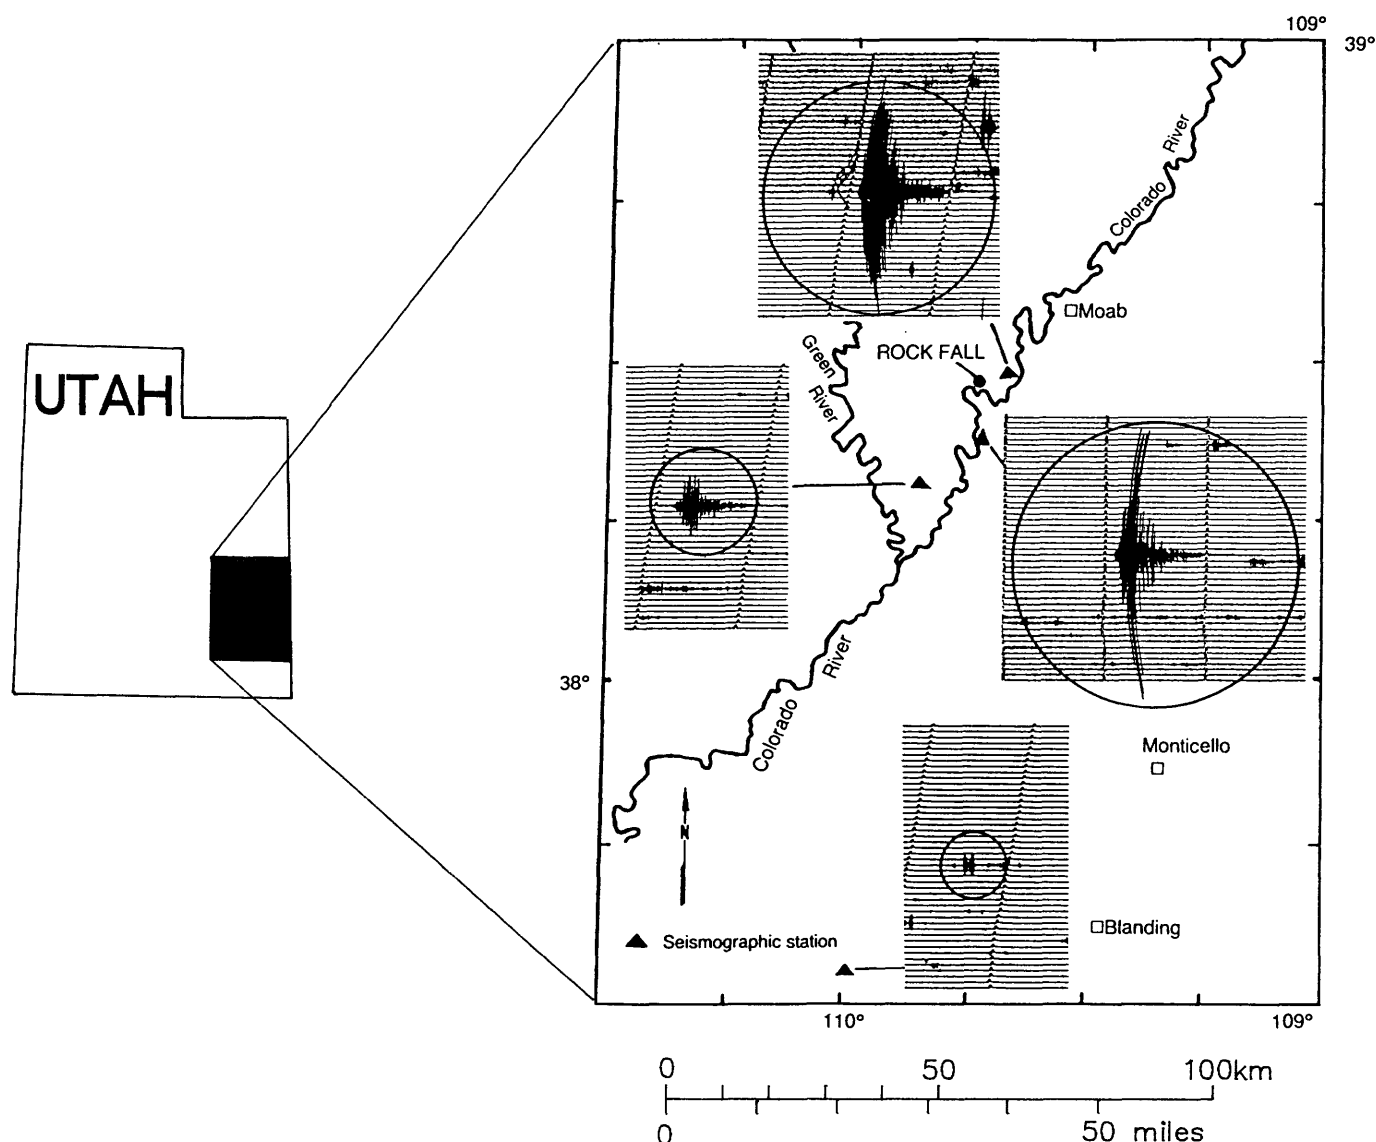 109°
39°
River
Colorado
Moab
Green
River
ROCK FALL
UTAH
38°
River
Colorado
Monticello
N
Blanding
Seismographic station
110°
109°
0
50
100km
0
50 miles